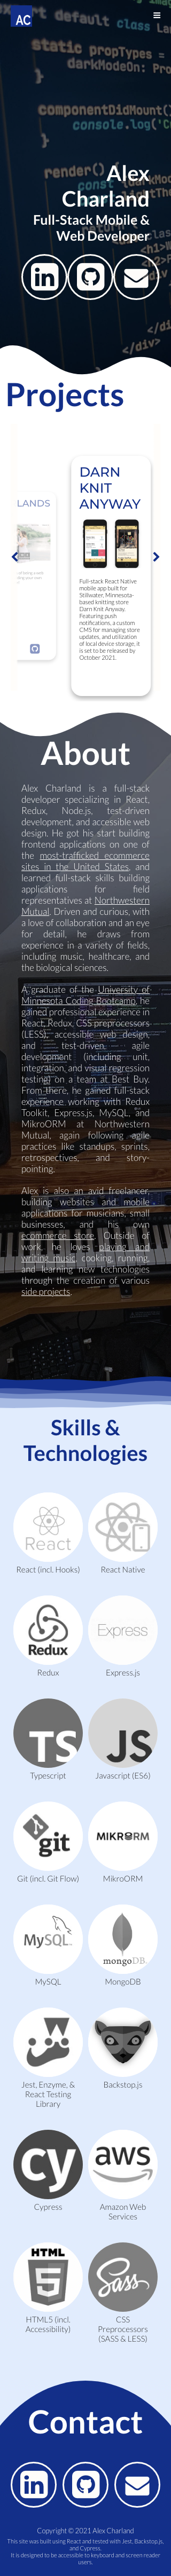 AC
Alex
Charland
Full-Stack Mobile &
Web Developer
Projects
LANDS
DARN
KNIT
ANYWAY
Full-stack React Native
mobile app built for
Stillwater, Minnesota-
based knitting store
Darn Knit Anyway.
Featuring push
notifications, a custom
CMS for managing store
updates, and utilization
of local device storage, it
is set to be released by
October 2021.
About
Alex Charland is a full-stack
developer specializing in React,
Redux, Node.js, test-driven
development, and accessible web
design. He got his start building
frontend applications on one of
the most-trafficked ecommerce
sites in the United States, and
learned full-stack skills building
applications for field
representatives at Northwestern
Mutual. Driven and curious, with
a love of collaboration and an eye
for detail, he draws from
experience in a variety of fields,
including music, healthcare, and
the biological sciences.
A graduate of the University of
Minnesota Coding Bootcamp, he
gained professional experience in
React, Redux, CSS preprocessors
(LESS), accessible web design,
and test-driven, agile
development (including unit,
integration, and visual regression
testing) on a team at Best Buy.
From there, he gained full-stack
experience working with Redux
Toolkit, Express.js, MySQL, and
MikroORM at Northwestern
Mutual, again following agile
practices like standups, sprints,
retrospectives, and story-
pointing.
Alex is also an avid freelancer,
building websites and mobile
applications for musicians, small
businesses, and his own
ecommerce store. Outside of
work, he loves playing and
writing music, cooking, running,
and learning new technologies
through the creation of various
side projects.
Skills &
Technologies
React
React (incl. Hooks)
React Native
Redux
Redux
Express
Express.js
TS
Typescript
JS
Javascript (ES6)
git
Git (incl. Git Flow)
MIKRO ORM
MikroORM
MySQL
MySQL
mongoDB
MongoDB
Jest, Enzyme, &
React Testing
Library
Backstop.js
cy
Cypress
aws
Amazon Web
Services
HTML
5
HTML5 (incl.
Accessibility)
Sass
CSS
Preprocessors
(SASS & LESS)
Contact
Copyright © 2021 Alex Charland
This site was built using React and tested with Jest, Backstop.js,
and Cypress.
It is designed to be accessible to keyboard and screen reader
users.